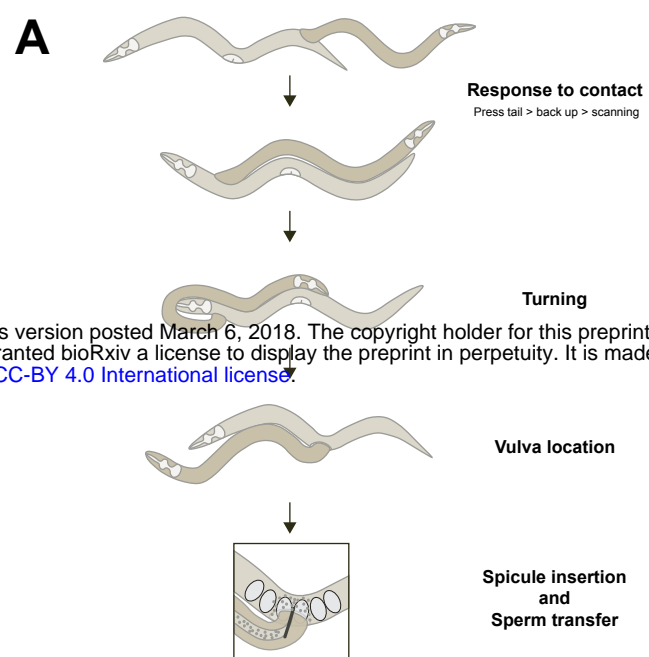 A
Response to contact
Press tail > back up > scanning
Turning
s version posted March 6, 2018. The copyright holder for this preprint
ranted bioRxiv a license to display the preprint in perpetuity. It is made
CC-BY 4.0 International license.
Vulva location
Spicule insertion
and
Sperm transfer